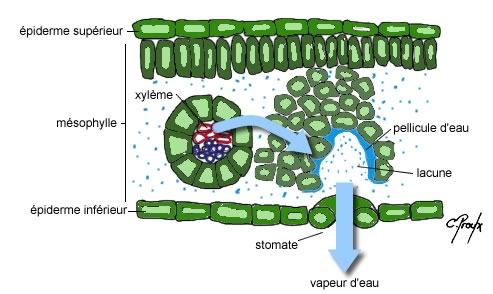 épiderme supérieur
xylème
mésophylle
pellicule d'eau
lacune
épiderme inférieur
stomate
C. Proulx
vapeur d'eau